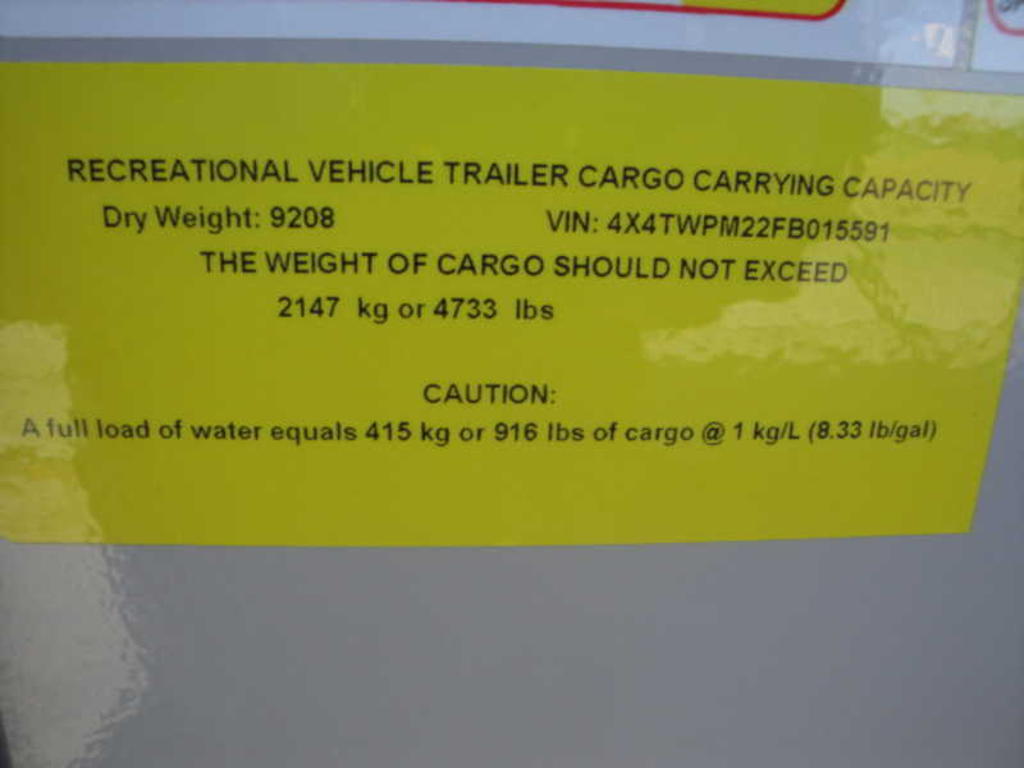 RECREATIONAL VEHICLE TRAILER CARGO CARRYING CAPACITY
Dry Weight: 9208 VIN: 4X4TWPM22FB015591
THE WEIGHT OF CARGO SHOULD NOT EXCEED
2147 kg or 4733 lbs
CAUTION:
A full load of water equals 415 kg or 916 lbs of cargo @ 1 kg/L (8.33 lb/gal)